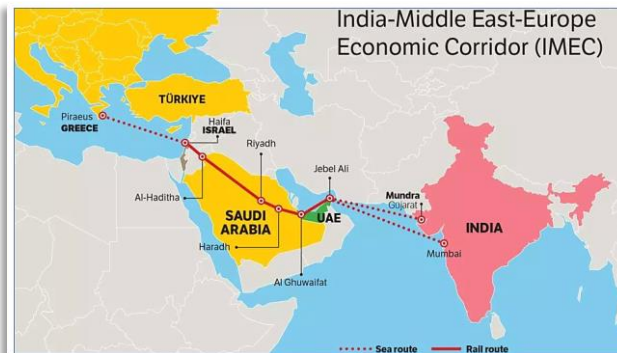 India-Middle East-Europe
Economic Corridor (IMEC)
TÜRKIYE
Piraeus
GREECE
Haifa
ISRAEL
Riyadh
Jebel Ali
Al-Haditha
Mundra
Gujarat
SAUDI
ARABIA
UAE
INDIA
Haradh
Mumbai
Al Ghuwaifat
Sea route
Rail route